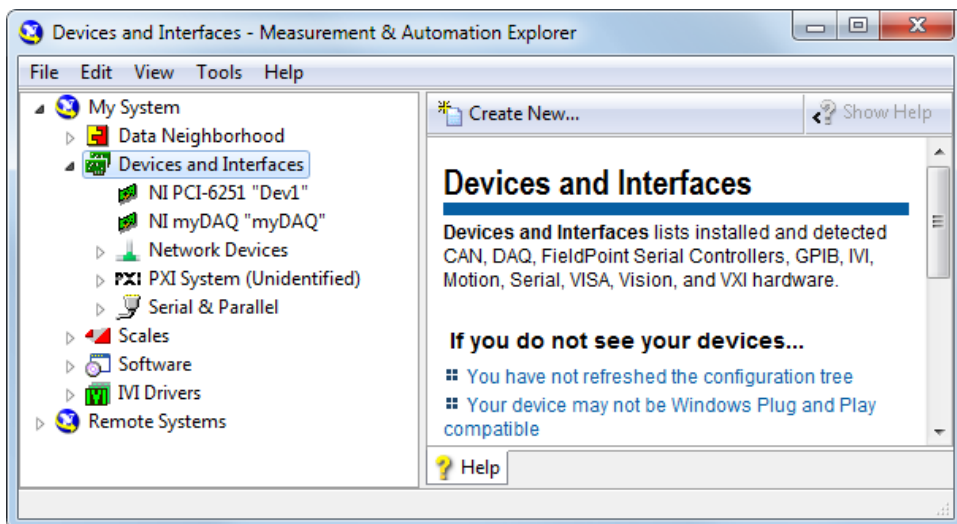 Devices and Interfaces - Measurement & Automation Explorer
File Edit View Tools Help
My System
Data Neighborhood
Devices and Interfaces
NI PCI-6251 "Dev1"
NI myDAQ "myDAQ"
Network Devices
PXI PXI System (Unidentified)
Serial & Parallel
Scales
Software
IVI Drivers
Remote Systems
Create New...
Show Help
Devices and Interfaces
Devices and Interfaces lists installed and detected
CAN, DAQ, FieldPoint Serial Controllers, GPIB, IVI,
Motion, Serial, VISA, Vision, and VXI hardware.
If you do not see your devices...
You have not refreshed the configuration tree
Your device may not be Windows Plug and Play
compatible
Help